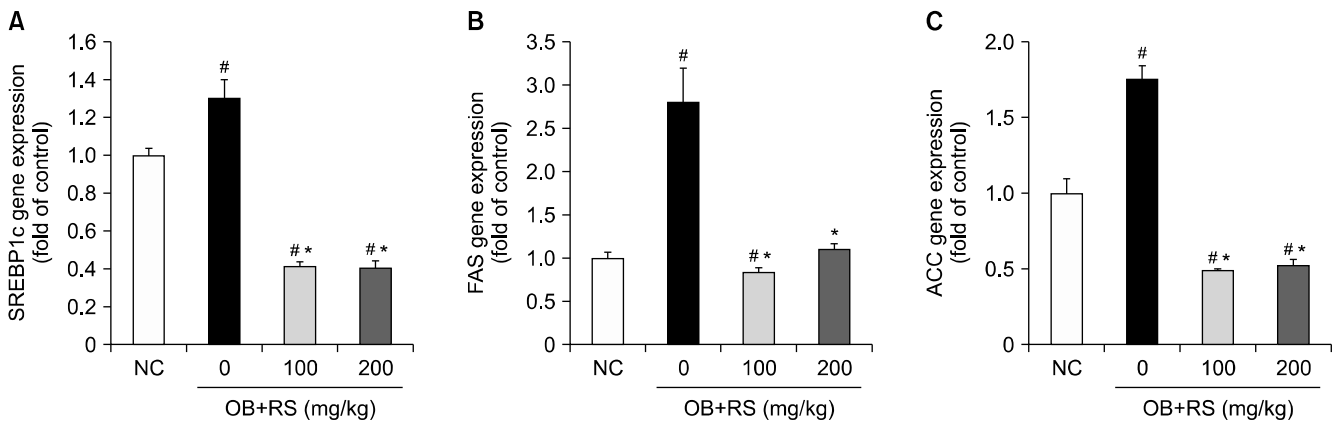 A
SREBP1c gene expression
(fold of control)
1.6
1.4
1.2
1.0
0.8
0.6
0.4
0.2
0
#
# *
# *
NC
0
100
200
OB+RS (mg/kg)
B
FAS gene expression
(fold of control)
3.5
3.0
2.5
2.0
1.5
1.0
0.5
0
#
# *
*
NC
0
100
200
OB+RS (mg/kg)
C
ACC gene expression
(fold of control)
2.0
1.5
1.0
0.5
0
#
# *
# *
NC
0
100
200
OB+RS (mg/kg)